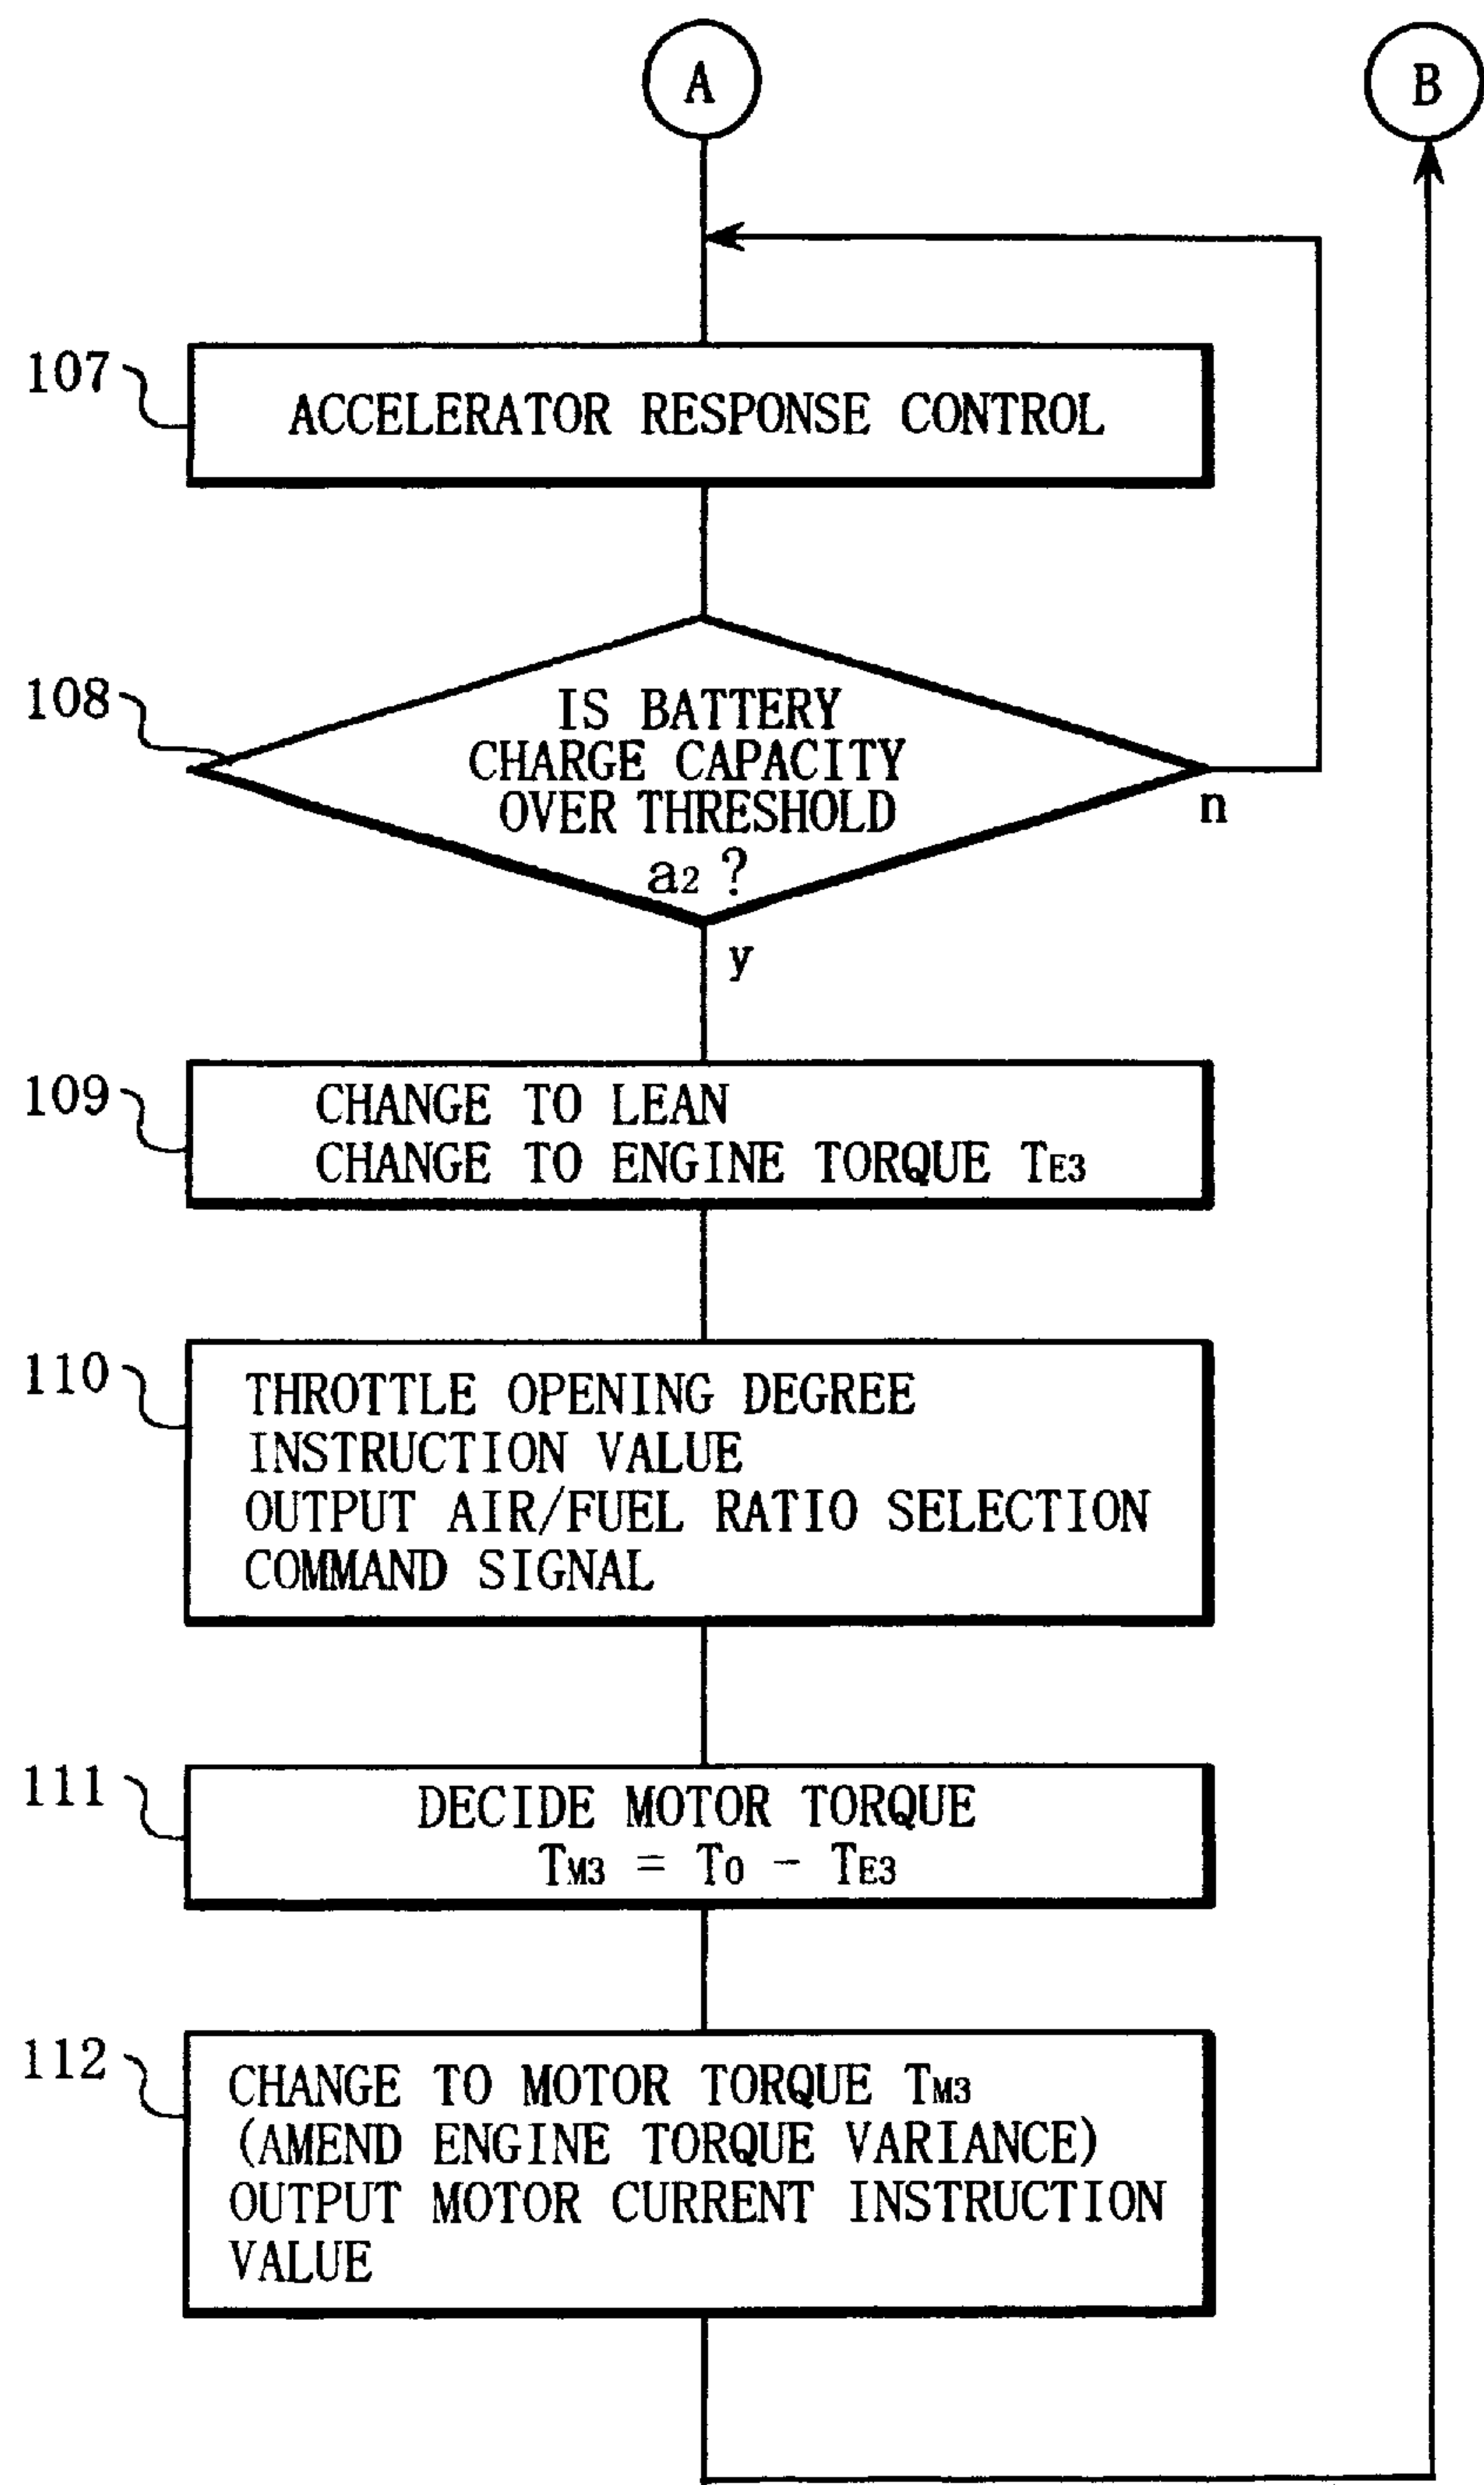 A
B
107
ACCELERATOR RESPONSE CONTROL
108
IS BATTERY
CHARGE CAPACITY
OVER THRESHOLD
a2 ?
n
y
109
CHANGE TO LEAN
CHANGE TO ENGINE TORQUE TE3
110
THROTTLE OPENING DEGREE
INSTRUCTION VALUE
OUTPUT AIR/FUEL RATIO SELECTION
COMMAND SIGNAL
111
DECIDE MOTOR TORQUE
TM3 = T0 - TE3
112
CHANGE TO MOTOR TORQUE TM3
(AMEND ENGINE TORQUE VARIANCE)
OUTPUT MOTOR CURRENT INSTRUCTION
VALUE